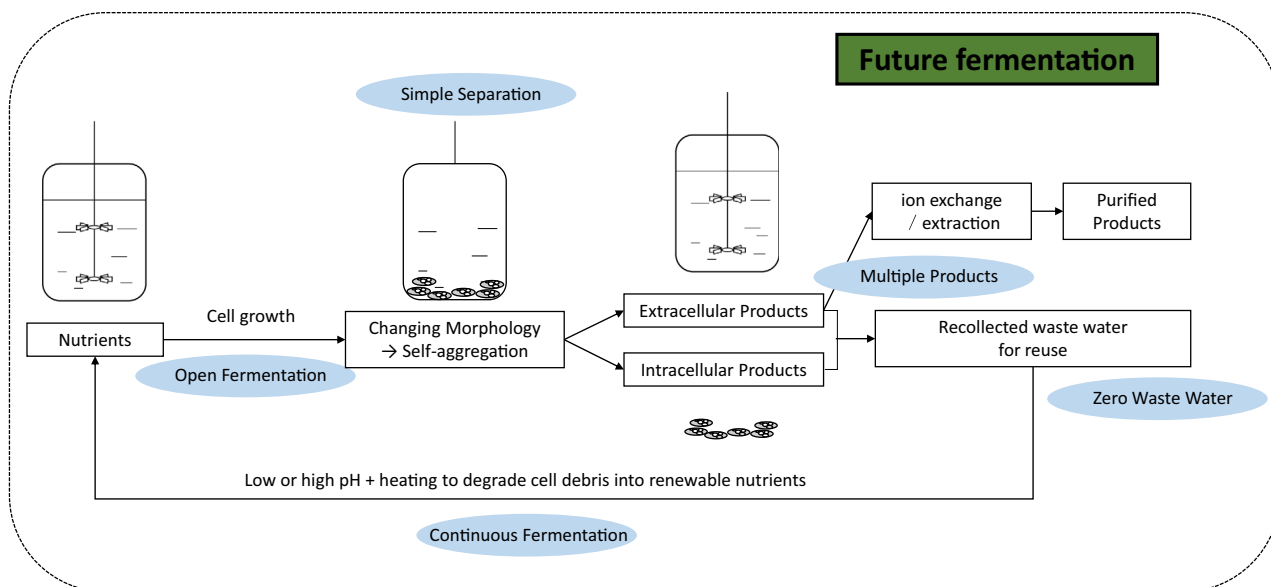 Future fermentation
Simple Separation
ion exchange
/ extraction
Purified
Products
Multiple Products
Cell growth
Nutrients
Open Fermentation
Changing Morphology
→ Self-aggregation
Extracellular Products
Intracellular Products
Recollected waste water
for reuse
Zero Waste Water
Low or high pH + heating to degrade cell debris into renewable nutrients
Continuous Fermentation